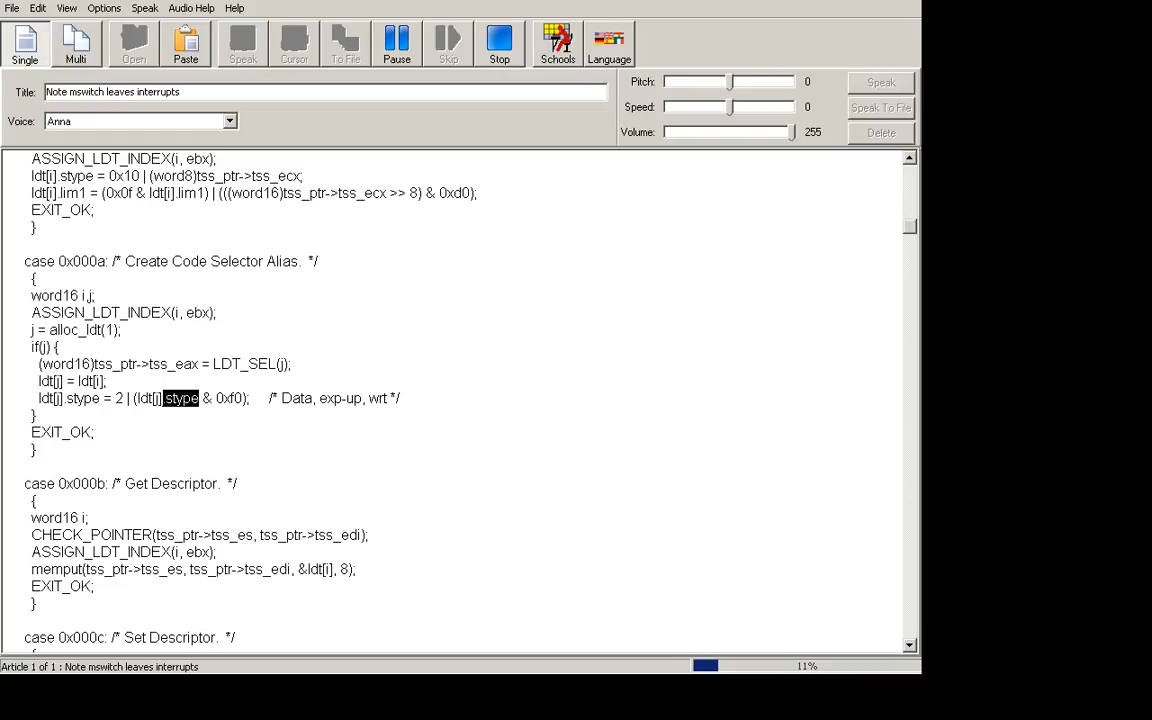 File Edit View Options Speak Audio Help Help
Single Multi Open Paste Speak Cursor To File Pause Skip Stop Schools Language
Title: Note mswitch leaves interrupts
Voice: Anna
Pitch: 0 Speak
Speed: 0 Speak To File
Volume: 255 Delete
ASSIGN_LDT_INDEX(i, ebx);
ldt[i].stype = 0x10 | (word8)tss_ptr->tss_ecx;
ldt[i].lim1 = (0x0f & ldt[i].lim1) | (((word16)tss_ptr->tss_ecx >> 8) & 0xd0);
EXIT_OK;
}
case 0x000a: /* Create Code Selector Alias. */
{
word16 i,j;
ASSIGN_LDT_INDEX(i, ebx);
j = alloc_ldt(1);
if(j) {
(word16)tss_ptr->tss_eax = LDT_SEL(j);
ldt[j] = ldt[i];
ldt[j].stype = 2 | (ldt[j].stype & 0xf0); /* Data, exp-up, wrt */
}
EXIT_OK;
}
case 0x000b: /* Get Descriptor. */
{
word16 i;
CHECK_POINTER(tss_ptr->tss_es, tss_ptr->tss_edi);
ASSIGN_LDT_INDEX(i, ebx);
memput(tss_ptr->tss_es, tss_ptr->tss_edi, &ldt[i], 8);
EXIT_OK;
}
case 0x000c: /* Set Descriptor. */
Article 1 of 1 : Note mswitch leaves interrupts 11%